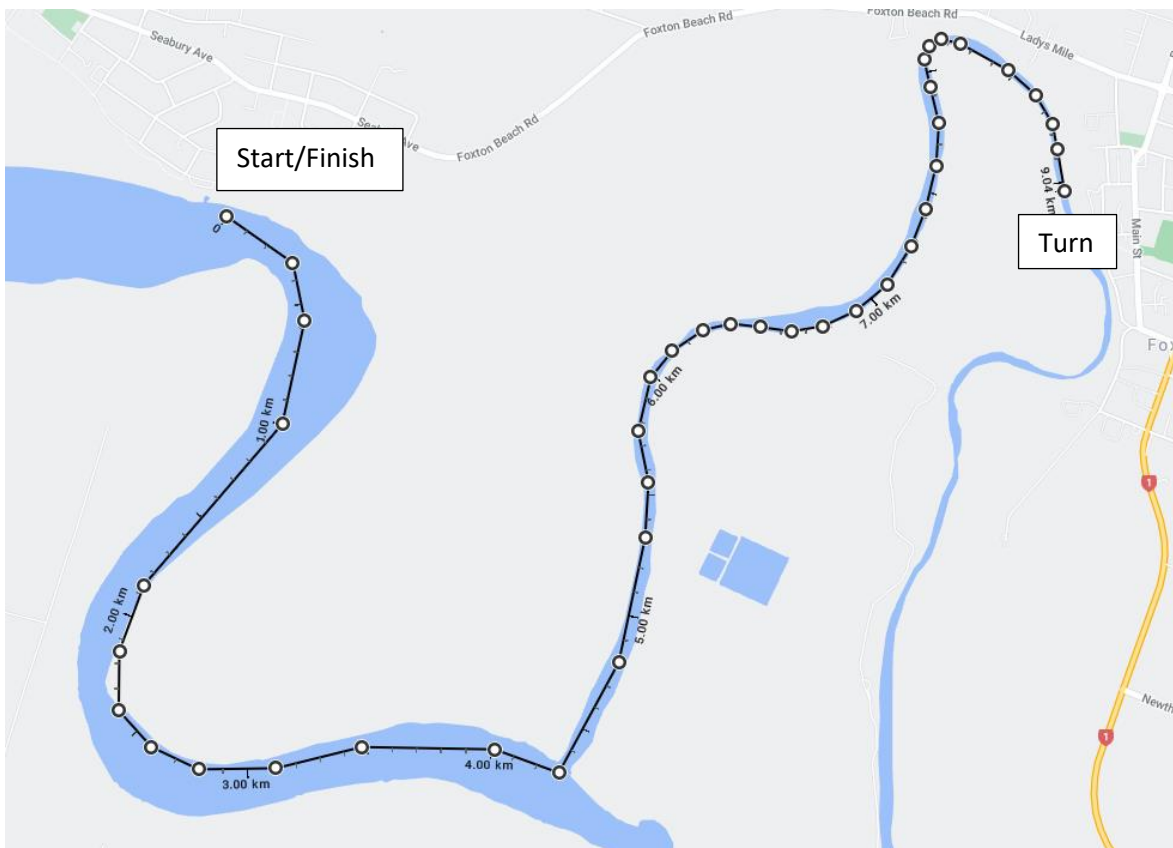 Foxton Beach Rd
Foxton Beach Rd
Seabury Ave
Ladys Mile
Foxton Beach Rd
Start/Finish
9.04 km
0
Main St
Turn
7.00 km
Fox
6.00 km
1.00 km
1
5.00 km
2.00 km
Newth
1
4.00 km
3.00 km